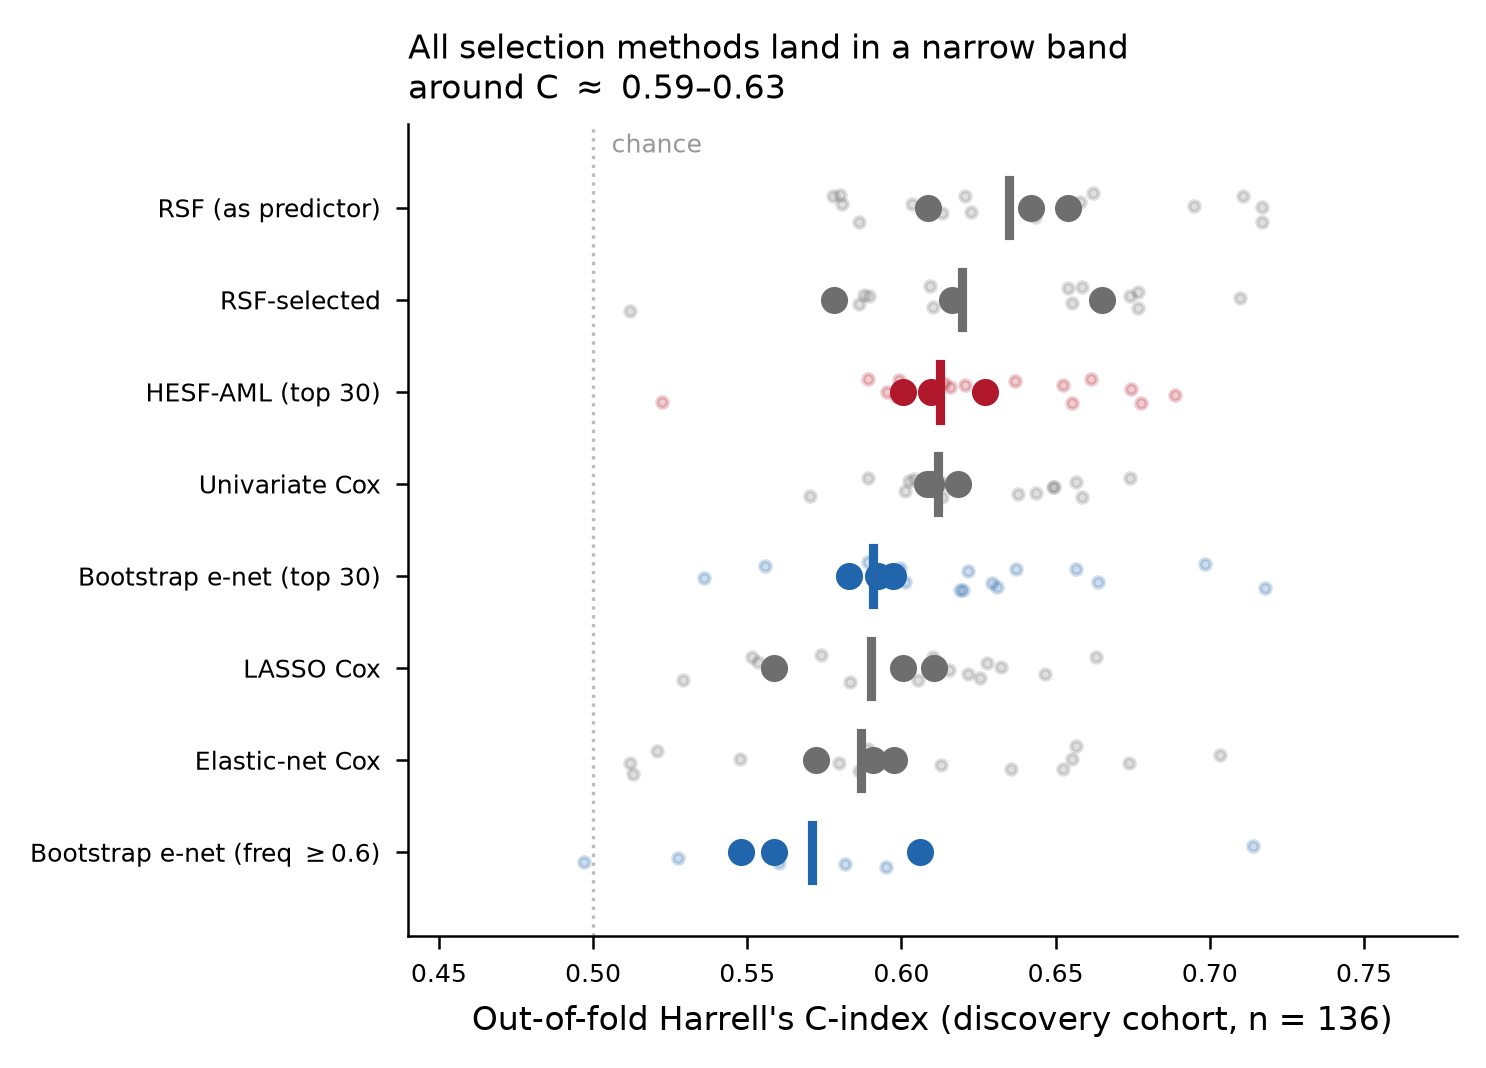 All selection methods land in a narrow band
around C ≈ 0.59–0.63
chance
RSF (as predictor)
RSF-selected
HESF-AML (top 30)
Univariate Cox
Bootstrap e-net (top 30)
LASSO Cox
Elastic-net Cox
Bootstrap e-net (freq ≥0.6)
0.45 0.50 0.55 0.60 0.65 0.70 0.75
Out-of-fold Harrell's C-index (discovery cohort, n = 136)